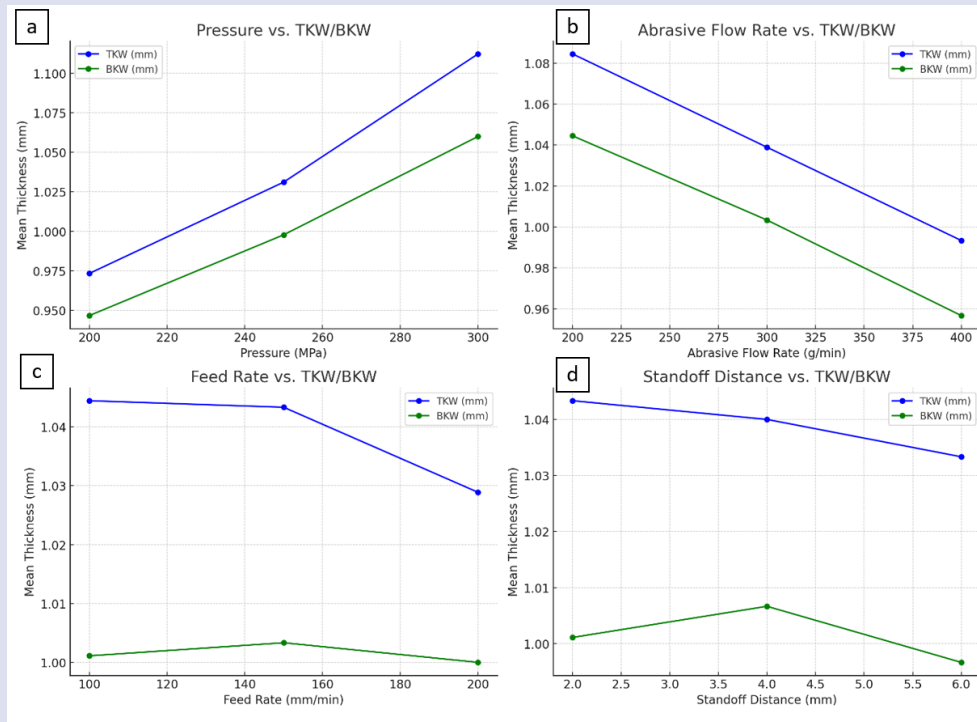 a
Pressure vs. TKW/BKW
TKW (mm)
BKW (mm)
Mean Thickness (mm)
1.100
1.075
1.050
1.025
1.000
0.975
0.950
200 220 240 260 280 300
Pressure (MPa)
b
Abrasive Flow Rate vs. TKW/BKW
TKW (mm)
BKW (mm)
Mean Thickness (mm)
1.08
1.06
1.04
1.02
1.00
0.98
0.96
200 225 250 275 300 325 350 375 400
Abrasive Flow Rate (g/min)
c
Feed Rate vs. TKW/BKW
TKW (mm)
BKW (mm)
Mean Thickness (mm)
1.04
1.03
1.02
1.01
1.00
100 120 140 160 180 200
Feed Rate (mm/min)
d
Standoff Distance vs. TKW/BKW
TKW (mm)
BKW (mm)
Mean Thickness (mm)
1.04
1.03
1.02
1.01
1.00
2.0 2.5 3.0 3.5 4.0 4.5 5.0 5.5 6.0
Standoff Distance (mm)